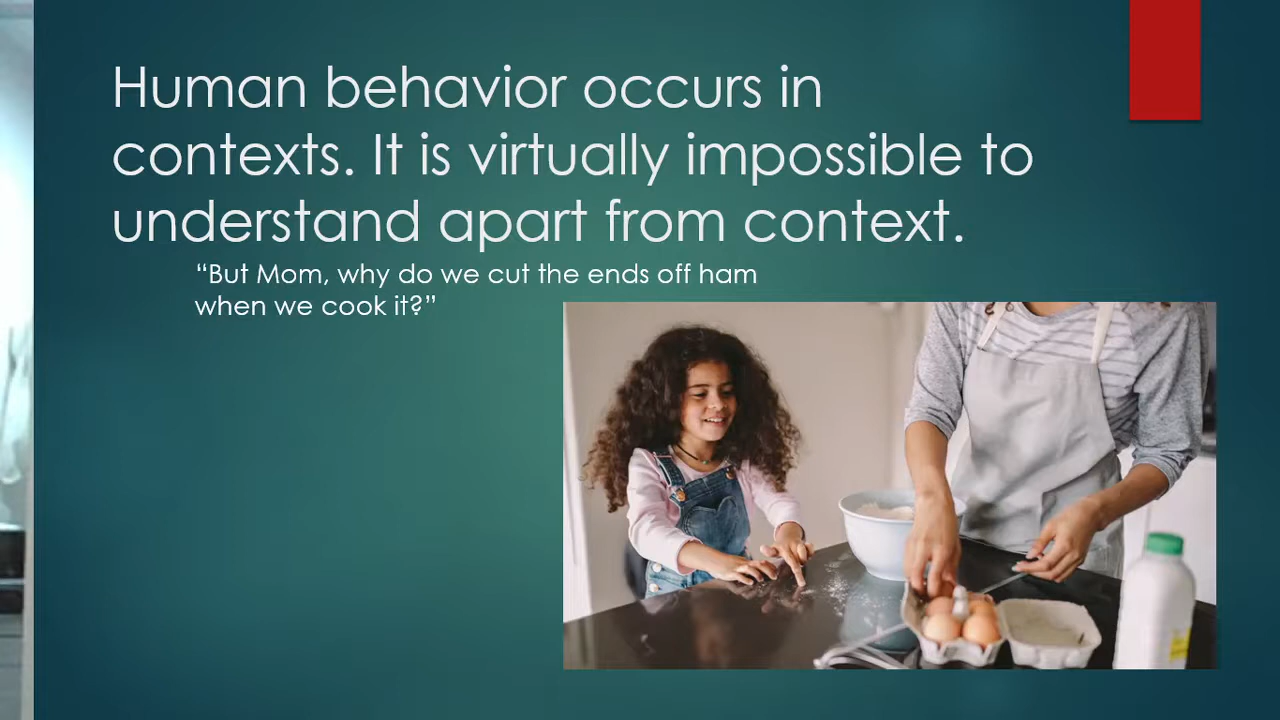 Human behavior occurs in
contexts. It is virtually impossible to
understand apart from context.
“But Mom, why do we cut the ends off ham
when we cook it?”